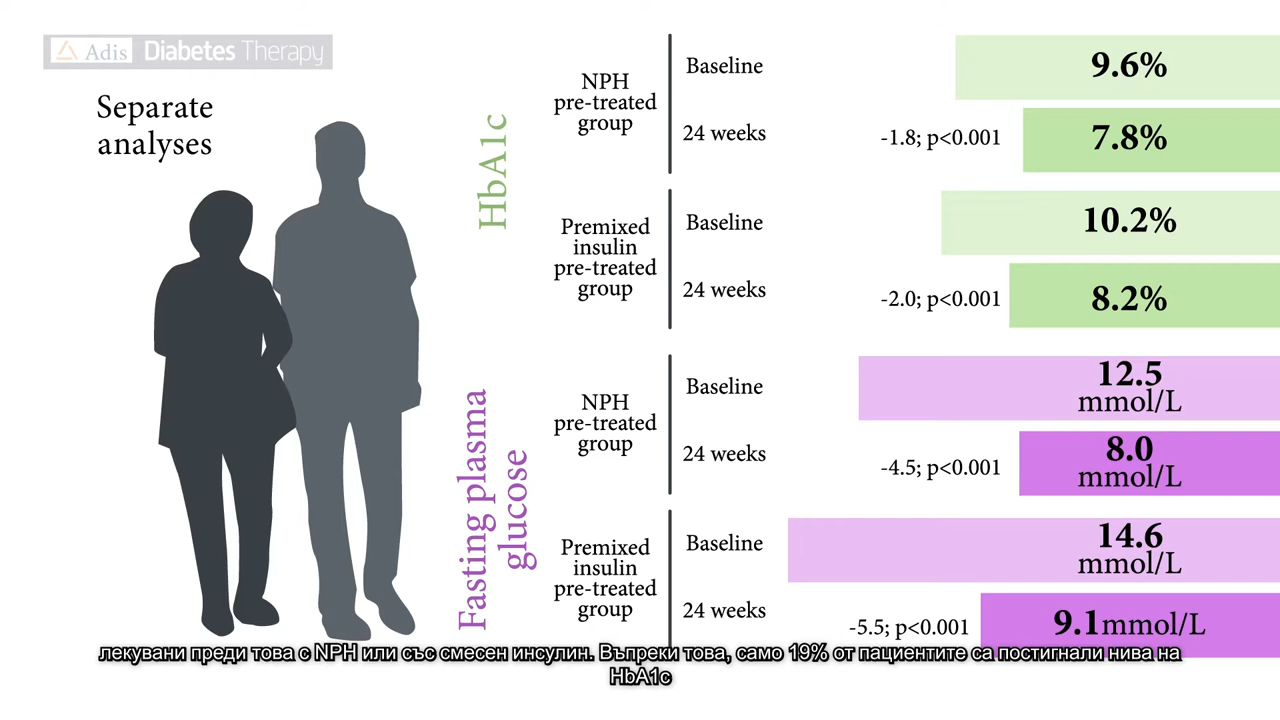 Adis Diabetes Therapy
Separate
analyses
HbA1c
NPH
pre-treated
group
Baseline
9.6%
24 weeks
-1.8; p<0.001
7.8%
Premixed
insulin
pre-treated
group
Baseline
10.2%
24 weeks
-2.0; p<0.001
8.2%
Fasting plasma
glucose
NPH
pre-treated
group
Baseline
12.5
mmol/L
24 weeks
-4.5; p<0.001
8.0
mmol/L
Premixed
insulin
pre-treated
group
Baseline
14.6
mmol/L
24 weeks
-5.5; p<0.001
9.1mmol/L
лекувани преди това с NPH или със смесен инсулин. Въпреки това, само 19% от пациентите са постигнали нива на
HbA1c